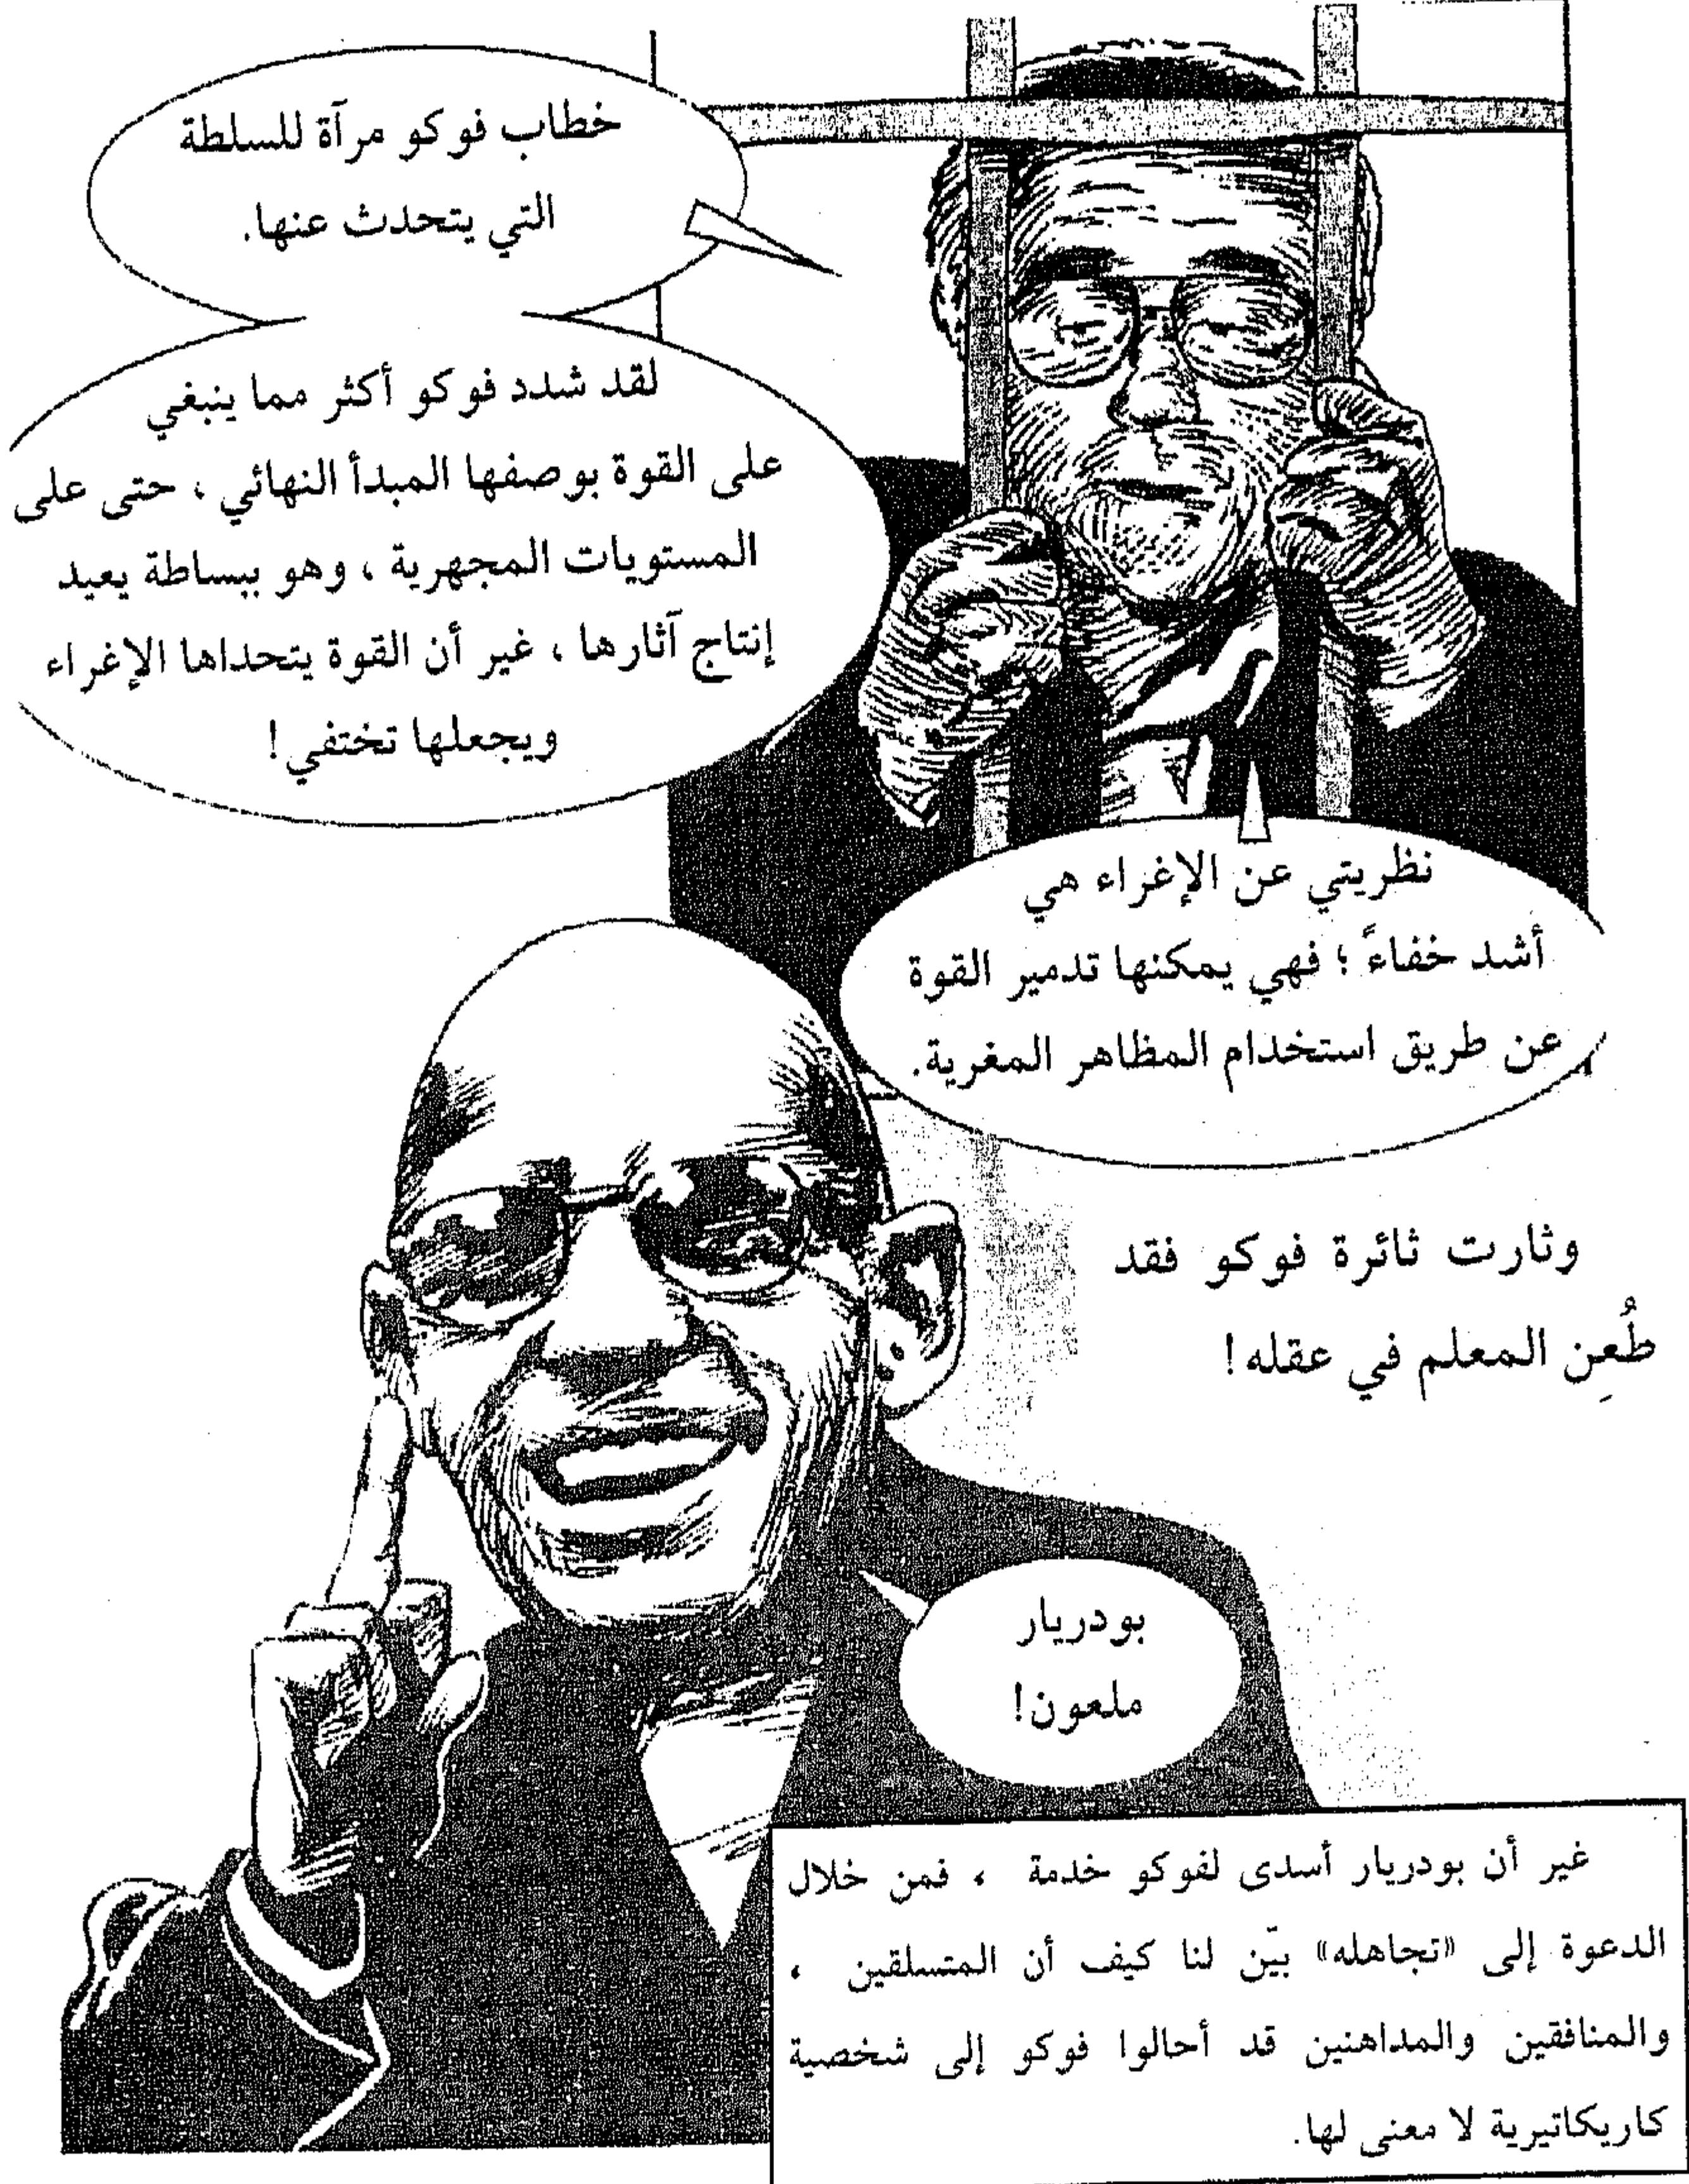 خطاب فوكو مرآة للسلطة
التي يتحدث عنها.
لقد شدد فوكو أكثر مما ينبغي
على القوة بوصفها المبدأ النهائي ، حتى على
المستويات المجهرية ، وهو ببساطة يعيد
إنتاج آثارها ، غير أن القوة يتحداها الإغراء
ويجعلها تختفي !
نظريتي عن الإغراء هي
أشد خفاءً ؛ فهي يمكنها تدمير القوة
عن طريق استخدام المظاهر المغرية.
وثارت ثائرة فوكو فقد
طُعِن المعلم في عقله!
بودريار
ملعون!
غير أن بودريار أسدى لفوكو خدمة ، فمن خلال
الدعوة إلى «تجاهله» بيّن لنا كيف أن المتسلقين ،
والمنافقين والمداهنين قد أحالوا فوكو إلى شخصية
كاريكاتيرية لا معنى لها.